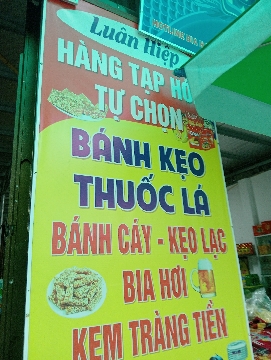 Luân Hiệp
HÀNG TẠP HÓ
TỰ CHỌN
BÁNH KẸO
THUỐC LÁ
BÁNH CÁY - KẸO LẠC
BIA HƠI
KEM TRÀNG TIỀN